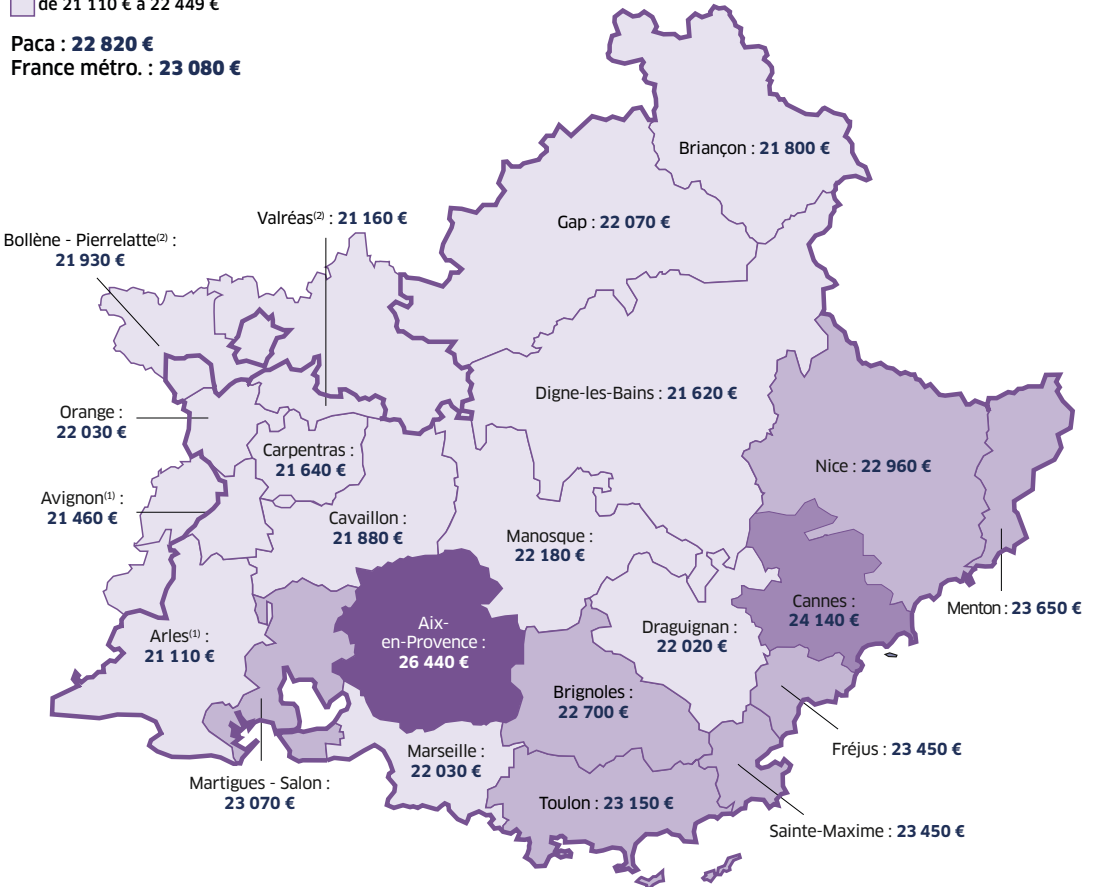 de 21 110 € à 22 449 €
Paca : 22 820 €
France métro. : 23 080 €
Briançon : 21 800 €
Valréas(2) : 21 160 €
Gap : 22 070 €
Bollène - Pierrelatte(2) :
21 930 €
Digne-les-Bains : 21 620 €
Orange :
22 030 €
Carpentras :
21 640 €
Nice : 22 960 €
Avignon(1) :
21 460 €
Cavaillon :
21 880 €
Manosque :
22 180 €
Cannes :
24 140 €
Menton : 23 650 €
Aix-
en-Provence :
26 440 €
Draguignan :
22 020 €
Arles(1) :
21 110 €
Brignoles :
22 700 €
Fréjus : 23 450 €
Marseille :
22 030 €
Martigues - Salon :
23 070 €
Toulon : 23 150 €
Sainte-Maxime : 23 450 €